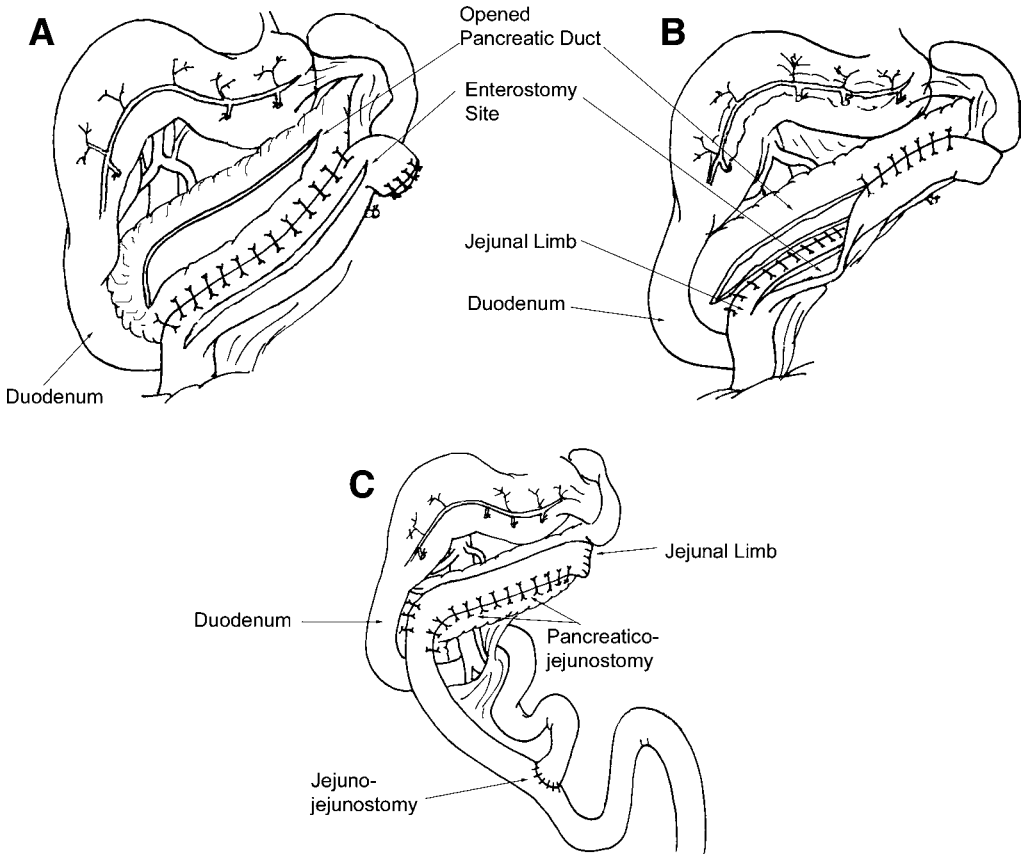 A
Opened
Pancreatic Duct
B
Enterostomy
Site
Jejunal Limb
Duodenum
Duodenum
C
Jejunal Limb
Duodenum
Pancreatico-
jejunostomy
Jejuno-
jejunostomy